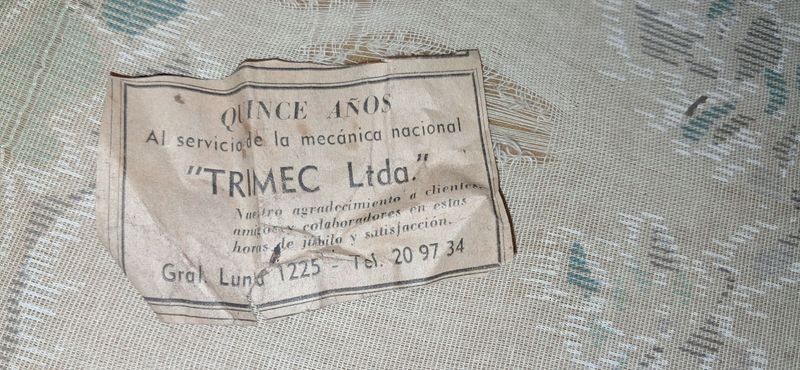 QUINCE AÑOS
Al servicio de la mecánica nacional
"TRIMEC Ltda."
Nuestro agradecimiento a clientes,
amigos y colaboradores en estas
horas de júbilo y satisfacción.
Gral. Luna 1225 - Tel. 20 97 34